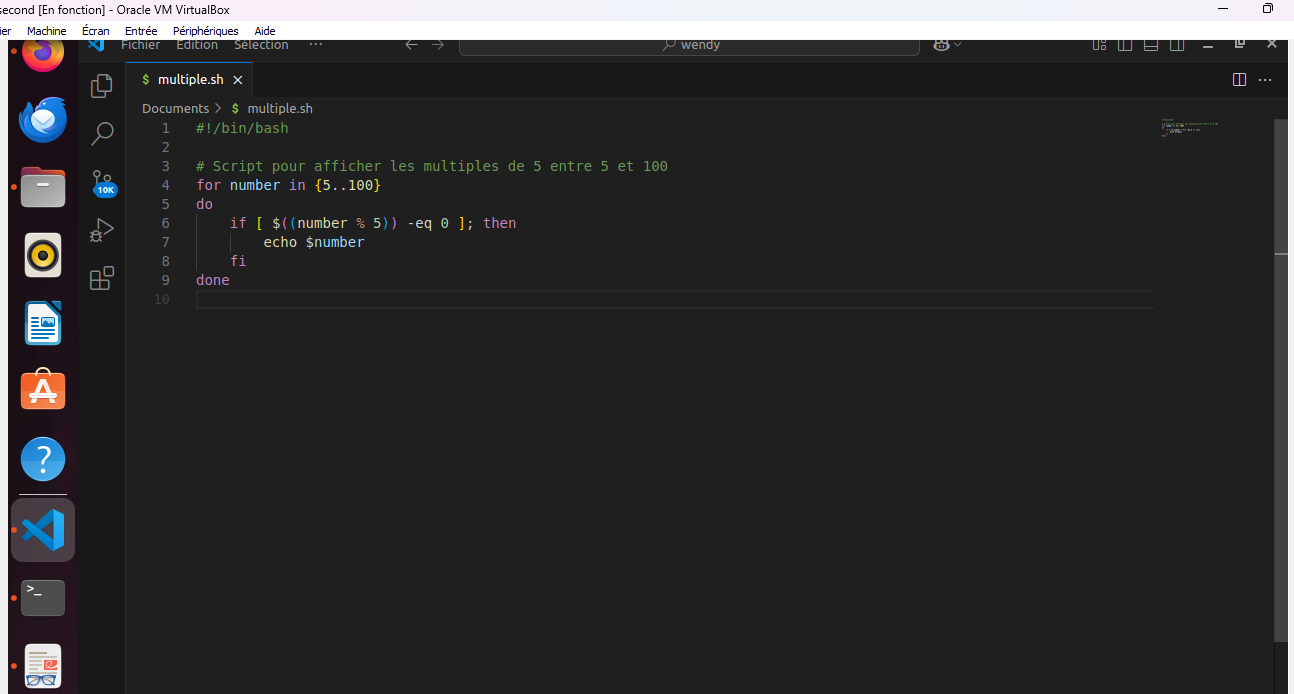 second [En fonction] - Oracle VM VirtualBox
ier Machine Écran Entrée Périphériques Aide
Fichier Edition Selection ··· wendy
$ multiple.sh
Documents > $ multiple.sh
1 #!/bin/bash
2
3 # Script pour afficher les multiples de 5 entre 5 et 100
4 for number in {5..100}
5 do
6 if [ $((number % 5)) -eq 0 ]; then
7 echo $number
8 fi
9 done
10
10K
?
>_